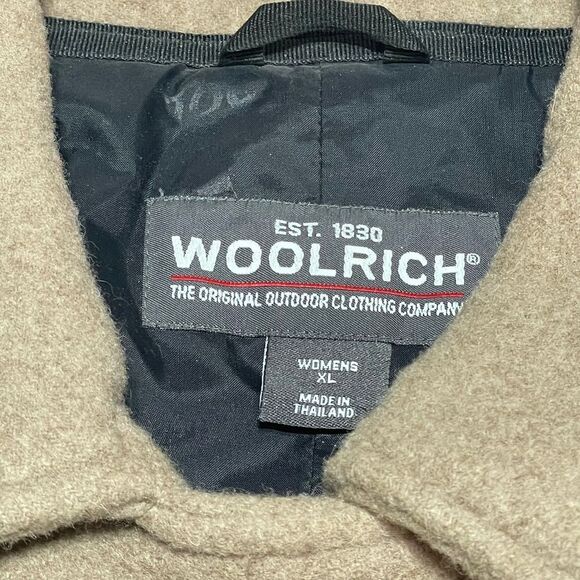 EST. 1830
WOOLRICH®
THE ORIGINAL OUTDOOR CLOTHING COMPANY
WOMENS
XL
MADE IN
THAILAND